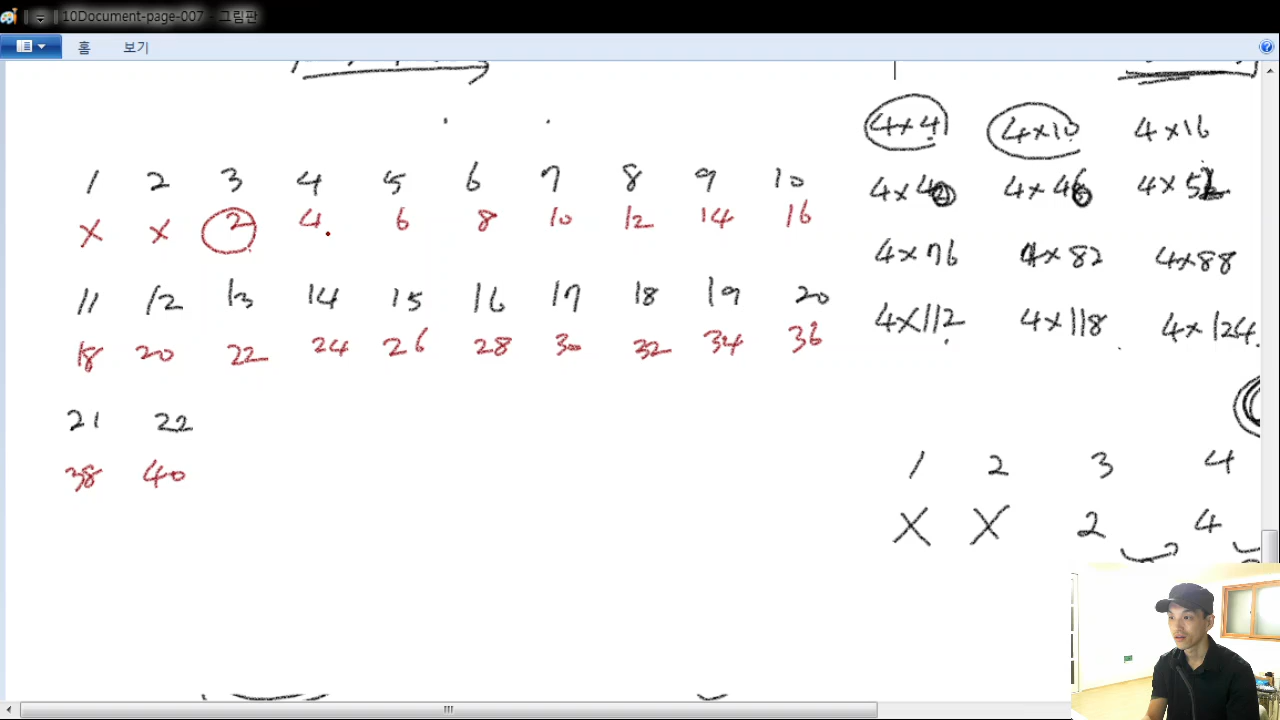 10Document-page-007 - 그림판
홈 보기
4×4 4×10 4×16
1 2 3 4 5 6 7 8 9 10
4×40 4×46 4×52
X X 2 4 6 8 10 12 14 16
4×76 4×82 4×88
11 12 13 14 15 16 17 18 19 20
4×112 4×118 4×124
18 20 22 24 26 28 30 32 34 36
21 22
38 40
1 2 3 4
X X 2 4